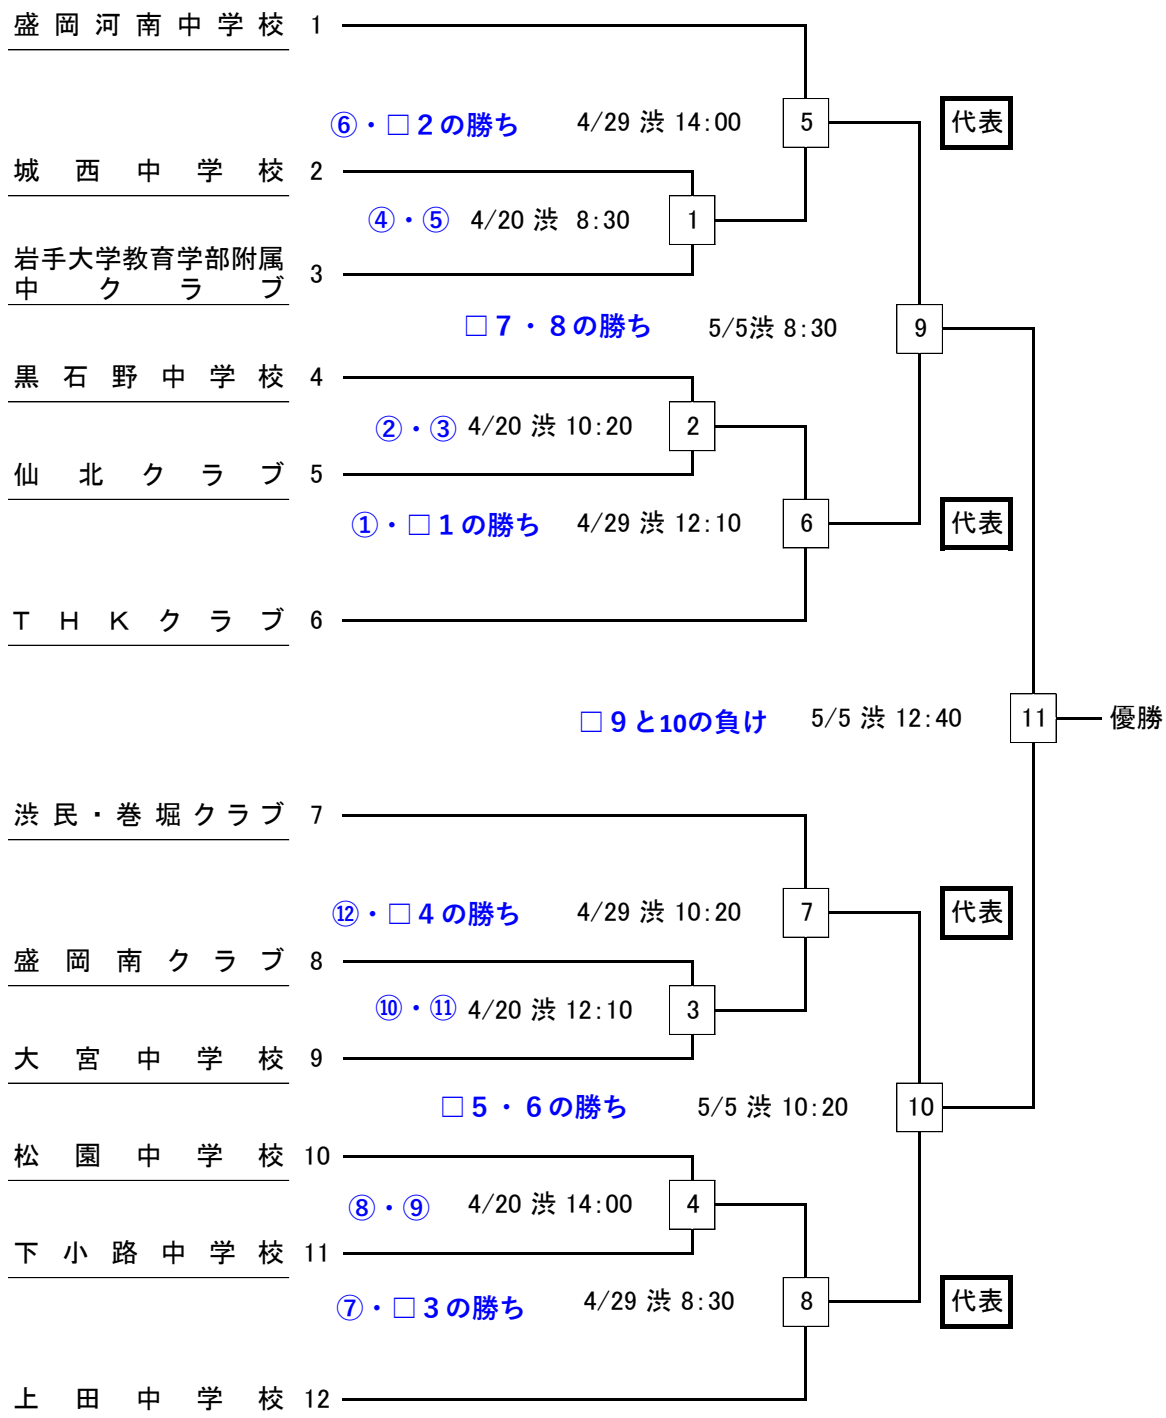 盛岡河南中学校 1
⑥・□２の勝ち 4/29 渋 14:00 5 代表
城西中学校 2
④・⑤ 4/20 渋 8:30 1
岩手大学教育学部附属
中クラブ 3
□７・８の勝ち 5/5渋 8:30 9
黒石野中学校 4
②・③ 4/20 渋 10:20 2
仙北クラブ 5
①・□１の勝ち 4/29 渋 12:10 6 代表
ＴＨＫクラブ 6
□９と10の負け 5/5 渋 12:40 11 優勝
渋民・巻堀クラブ 7
⑫・□４の勝ち 4/29 渋 10:20 7 代表
盛岡南クラブ 8
⑩・⑪ 4/20 渋 12:10 3
大宮中学校 9
□５・６の勝ち 5/5 渋 10:20 10
松園中学校 10
⑧・⑨ 4/20 渋 14:00 4
下小路中学校 11
⑦・□３の勝ち 4/29 渋 8:30 8 代表
上田中学校 12